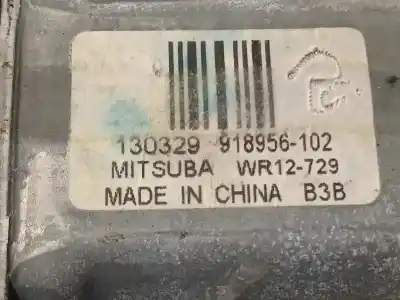 130329 918956-102
MITSUBA WR12-729
MADE IN CHINA B3B